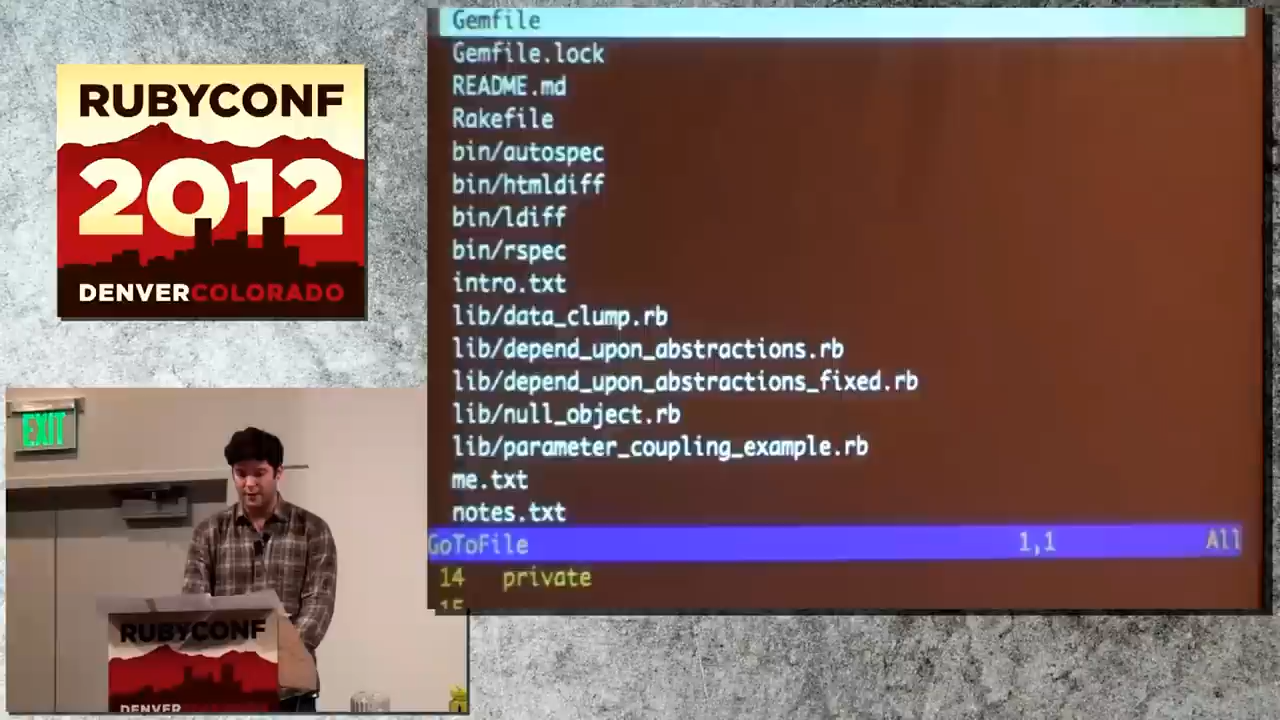 RUBYCONF
2012
DENVERCOLORADO
EXIT
RUBYCONF
DENVER
Gemfile
Gemfile.lock
README.md
Rakefile
bin/autospec
bin/htmldiff
bin/ldiff
bin/rspec
intro.txt
lib/data_clump.rb
lib/depend_upon_abstractions.rb
lib/depend_upon_abstractions_fixed.rb
lib/null_object.rb
lib/parameter_coupling_example.rb
me.txt
notes.txt
GoToFile 1,1 All
14 private
15